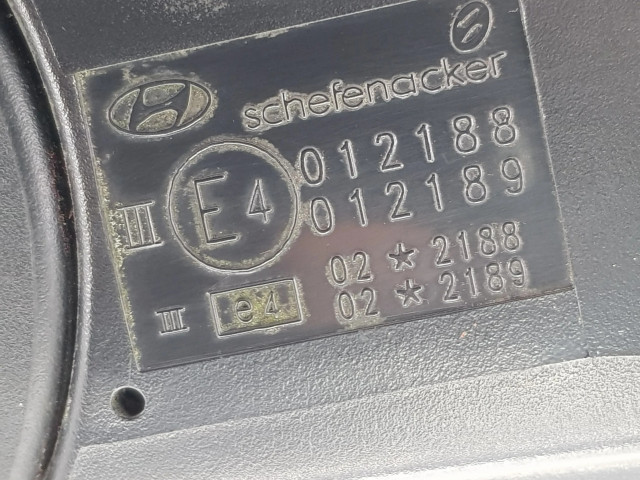 schefenacker
III E4 012188
012189
III e4 02*2188
02*2189